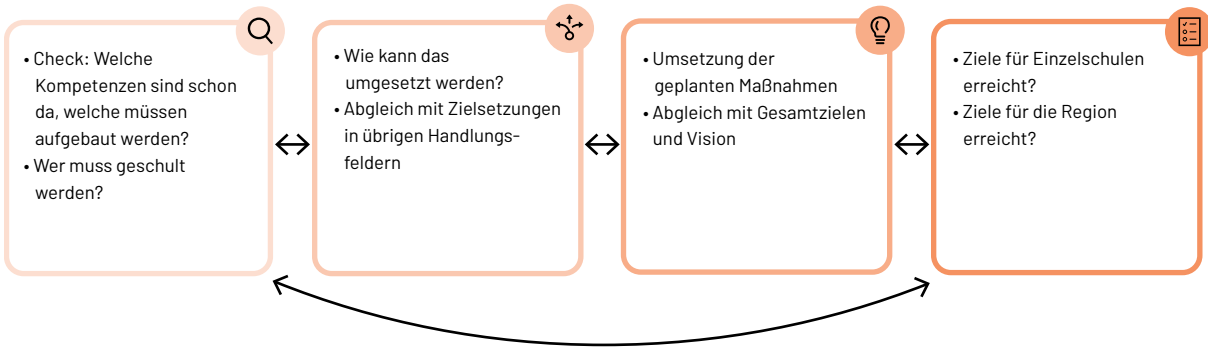 • Check: Welche
Kompetenzen sind schon
da, welche müssen
aufgebaut werden?
• Wer muss geschult
werden?
• Wie kann das
umgesetzt werden?
• Abgleich mit Zielsetzungen
in übrigen Handlungs-
feldern
• Umsetzung der
geplanten Maßnahmen
• Abgleich mit Gesamtzielen
und Vision
• Ziele für Einzelschulen
erreicht?
• Ziele für die Region
erreicht?